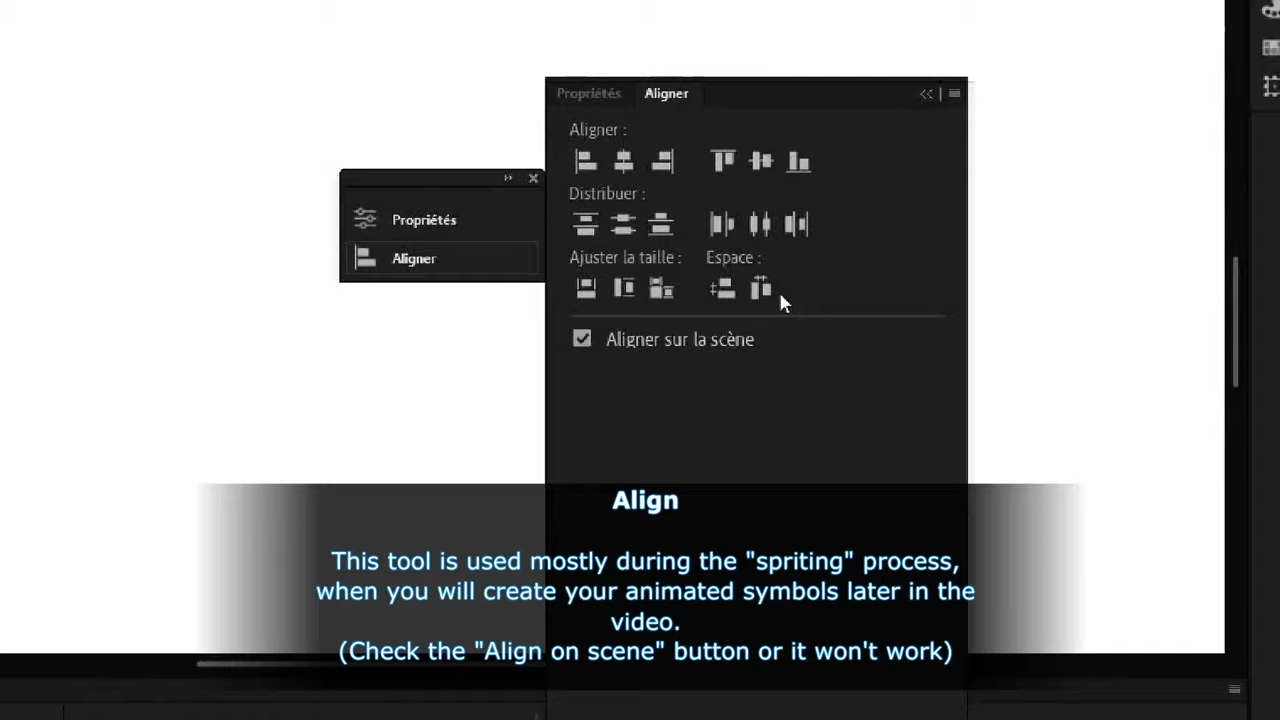 Propriétés Aligner
Aligner :
Propriétés
Distribuer :
Aligner
Ajuster la taille : Espace :
Aligner sur la scène
Align
This tool is used mostly during the "spriting" process,
when you will create your animated symbols later in the
video.
(Check the "Align on scene" button or it won't work)